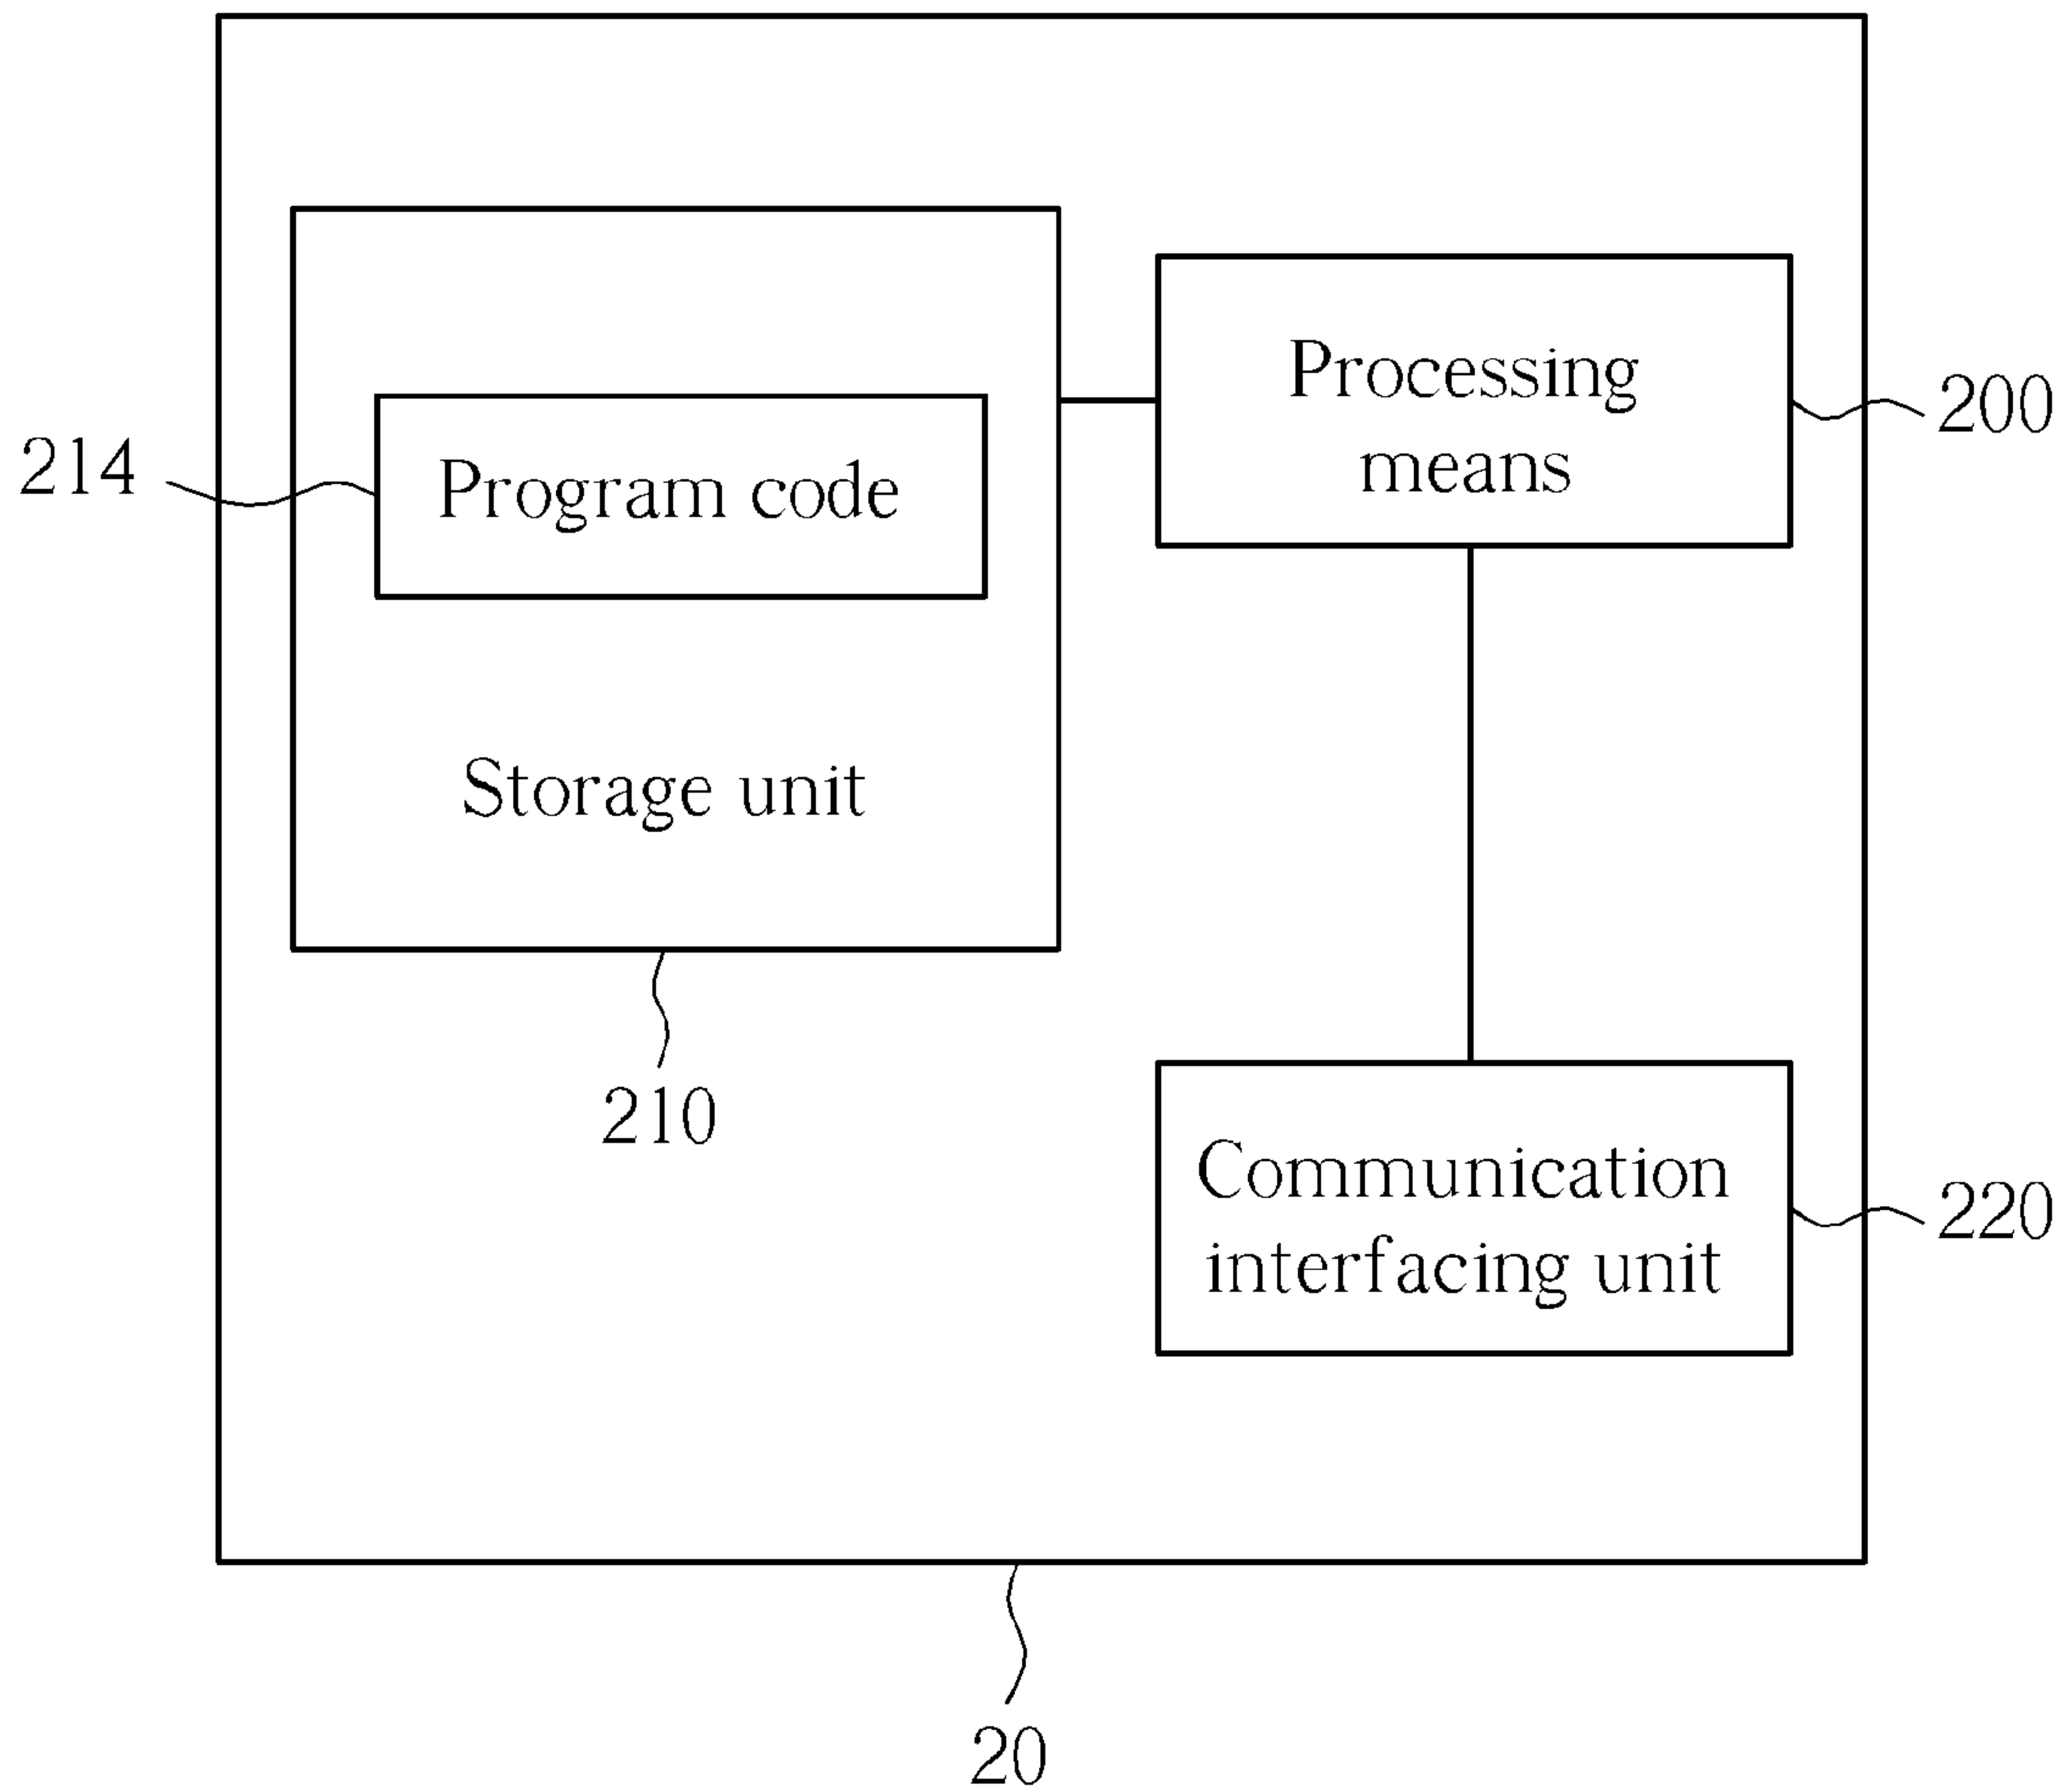 Processing
means
200
214
Program code
Storage unit
210
Communication
interfacing unit
220
20